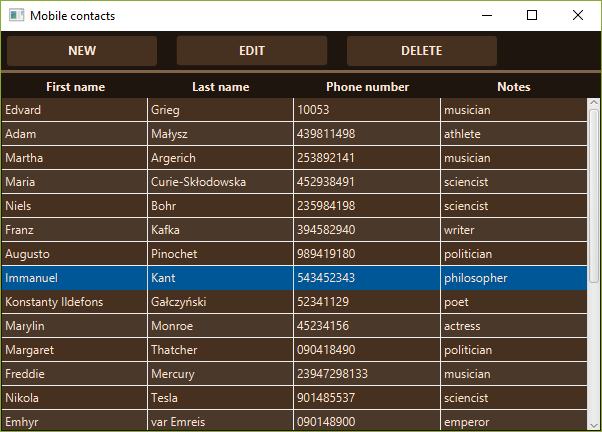 Mobile contacts
NEW EDIT DELETE
First name Last name Phone number Notes
Edvard Grieg 10053 musician
Adam Małysz 439811498 athlete
Martha Argerich 253892141 musician
Maria Curie-Skłodowska 452938491 sciencist
Niels Bohr 235984198 sciencist
Franz Kafka 394582940 writer
Augusto Pinochet 989419180 politician
Immanuel Kant 543452343 philosopher
Konstanty Ildefons Gałczyński 52341129 poet
Marylin Monroe 45234156 actress
Margaret Thatcher 090418490 politician
Freddie Mercury 23947298133 musician
Nikola Tesla 901485537 sciencist
Emhyr var Emreis 090148900 emperor